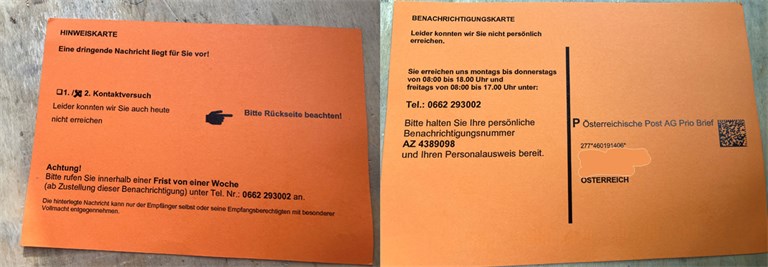 HINWEISKARTE
Eine dringende Nachricht liegt für Sie vor!
❑1. /❑ 2. Kontaktversuch
Leider konnten wir Sie auch heute
nicht erreichen
Bitte Rückseite beachten!
Achtung!
Bitte rufen Sie innerhalb einer Frist von einer Woche
(ab Zustellung dieser Benachrichtigung) unter Tel. Nr.: 0662 293002 an.
Die hinterlegte Nachricht kann nur der Empfänger selbst oder seine Empfangsberechtigten mit besonderer
Vollmacht entgegennehmen.
BENACHRICHTIGUNGSKARTE
Leider konnten wir Sie nicht persönlich
erreichen.
Sie erreichen uns montags bis donnerstags
von 08:00 bis 18.00 Uhr und
freitags von 08:00 bis 17.00 Uhr unter:
Tel.: 0662 293002
Bitte halten Sie Ihre persönliche
Benachrichtigungsnummer
AZ 4389098
und Ihren Personalausweis bereit.
P Österreichische Post AG Prio Brief
277*460191406*
ÖSTERREICH